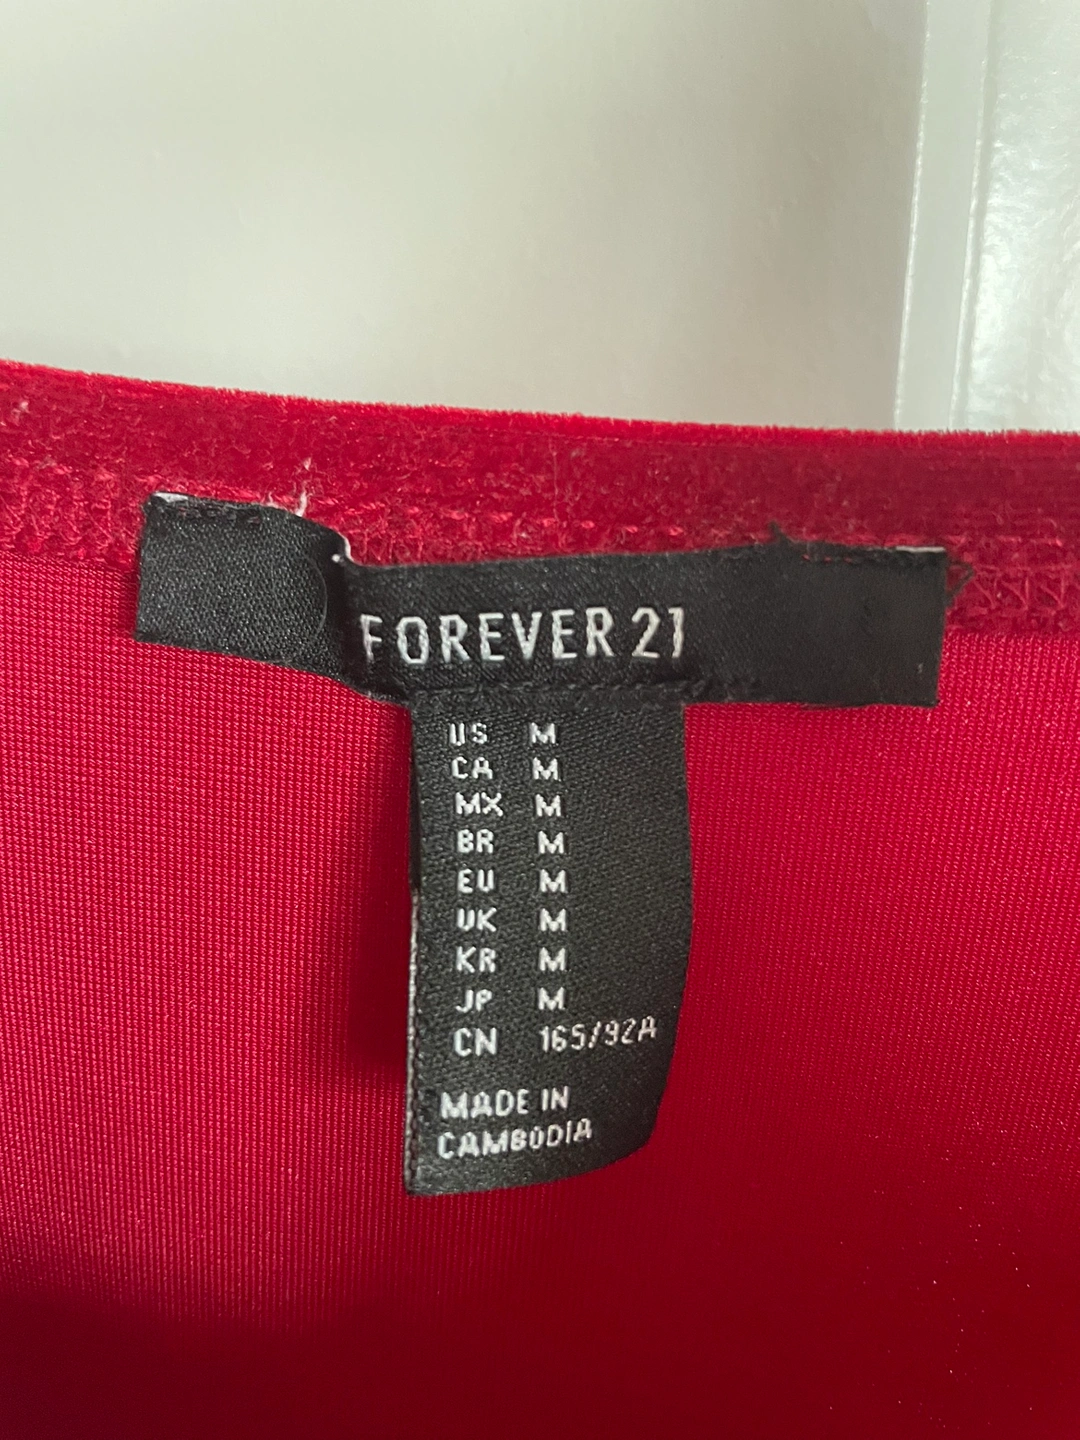 FOREVER 21
US M
CA M
MX M
BR M
EU M
UK M
KR M
JP M
CN 165/92A
MADE IN
CAMBODIA